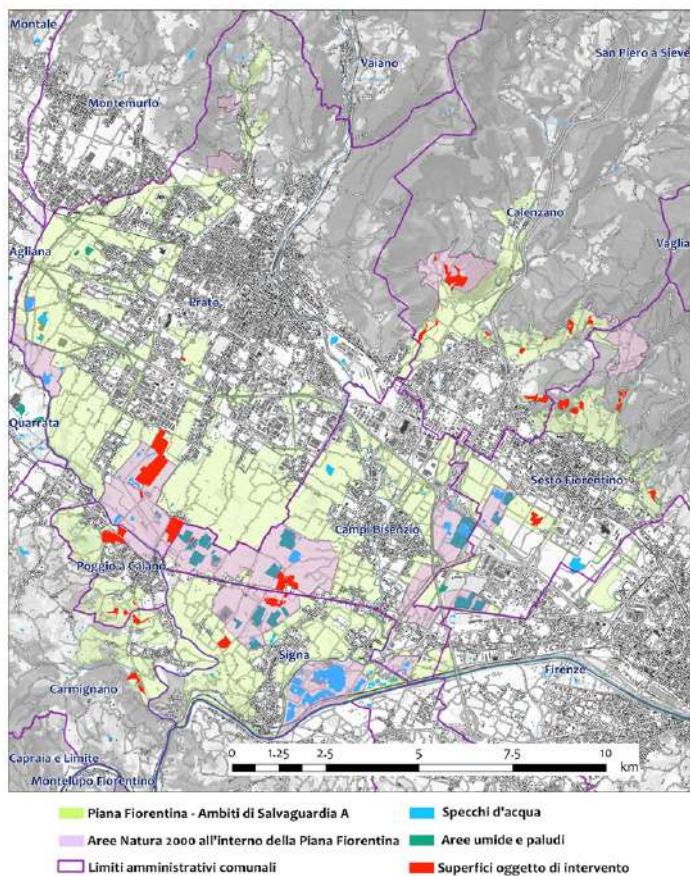 Montale
Vaiano
San Piero a Sieve
Montemurlo
Calenzano
Vaglia
Agliana
Prato
Quarrata
Sesto Fiorentino
Campi Bisenzio
Poggio a Caiano
Signa
Firenze
Carmignano
Capraia e Limite
Montelupo Fiorentino
0 1.25 2.5 5 7.5 10
km
Piana Fiorentina - Ambiti di Salvaguardia A
Specchi d'acqua
Aree Natura 2000 all'interno della Piana Fiorentina
Aree umide e paludi
Limiti amministrativi comunali
Superfici oggetto di intervento